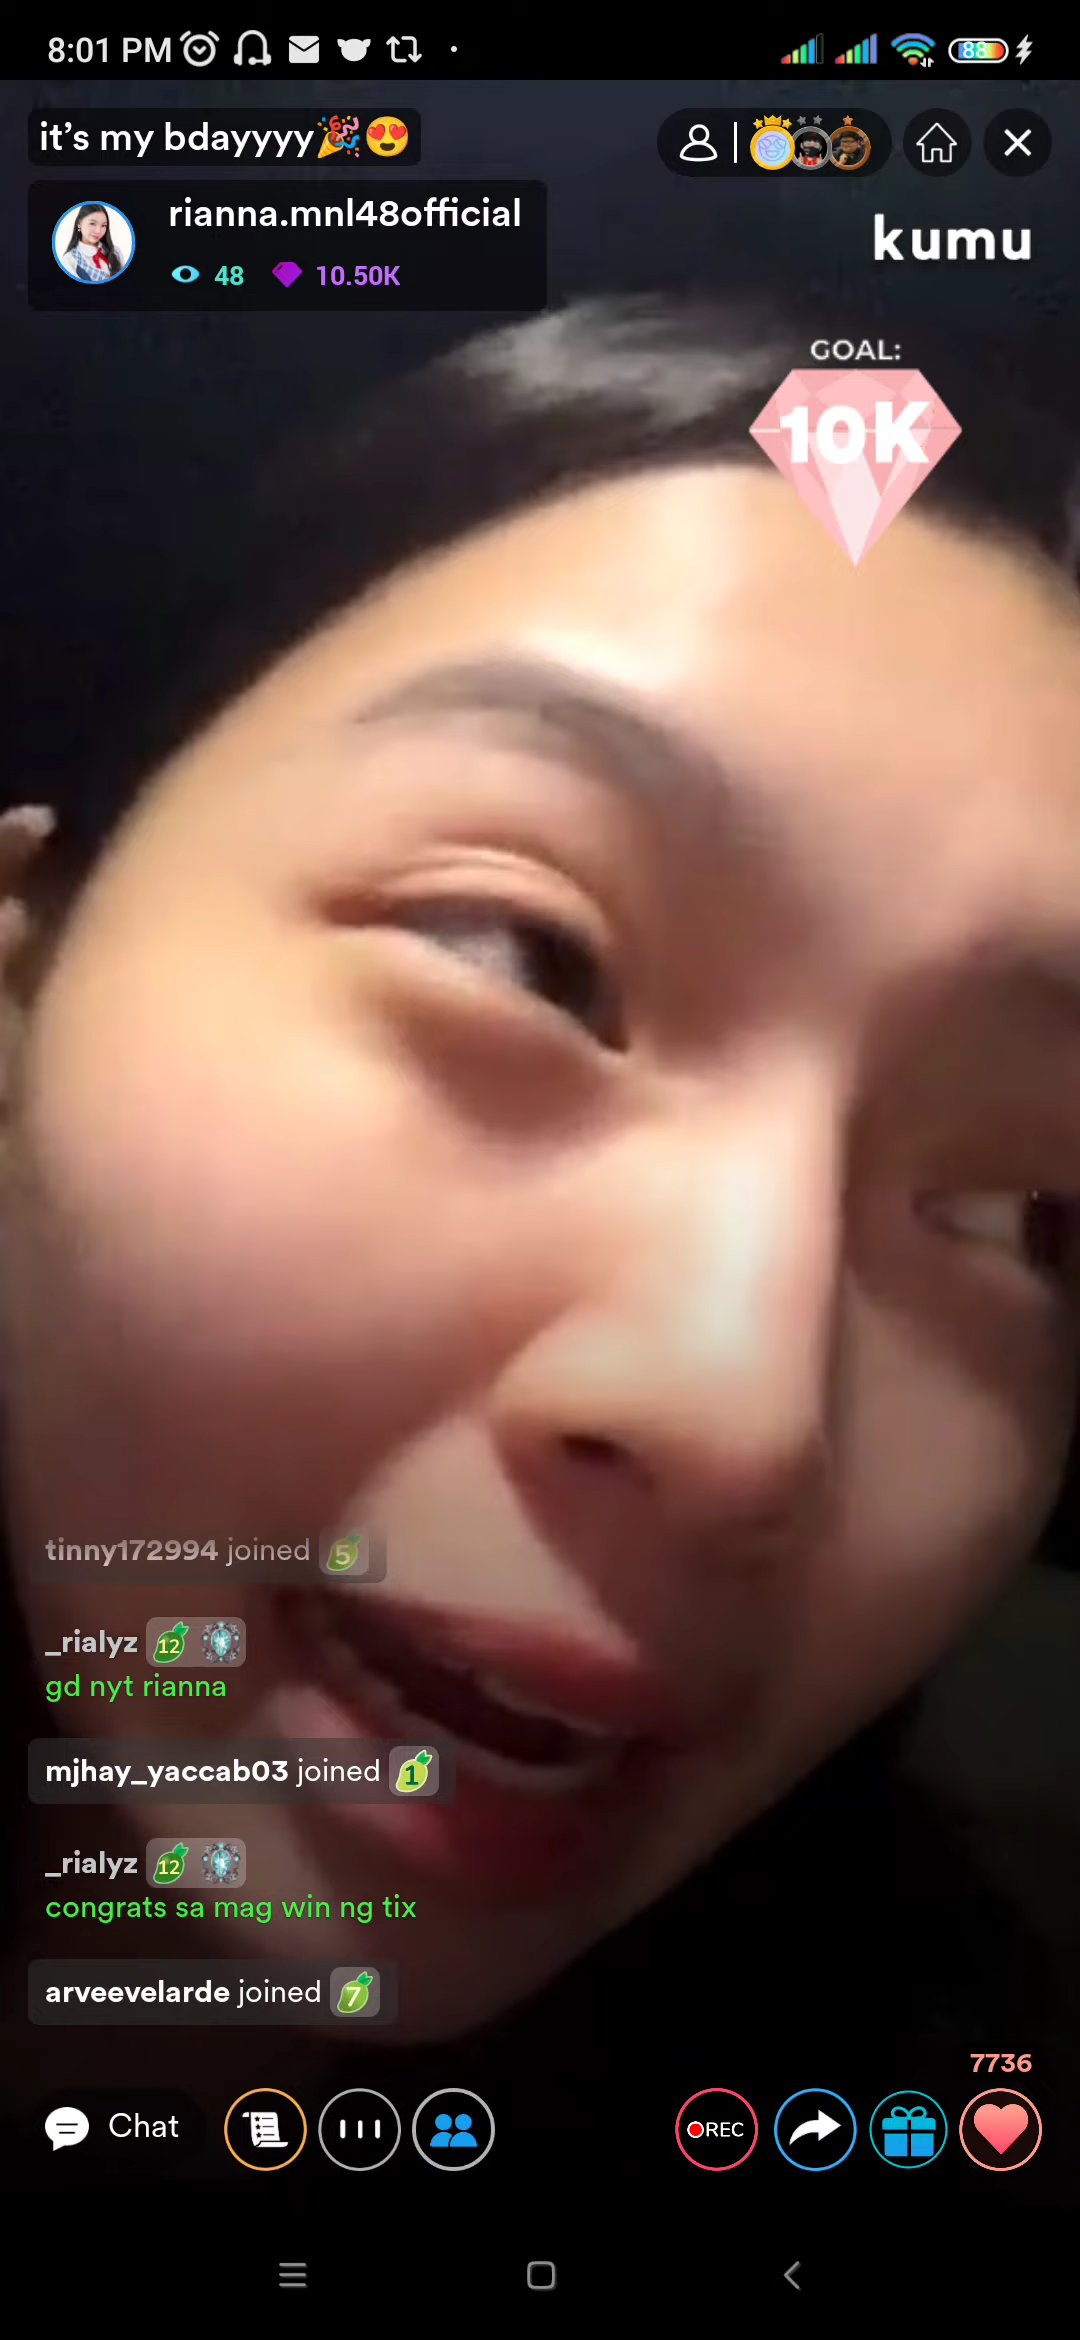 8:01 PM
88
it's my bdayyyy🎉😍
rianna.mnl48official
48 10.50K
kumu
GOAL:
10K
tinny172994 joined 5
_rialyz 12
gd nyt rianna
mjhay_yaccab03 joined 1
_rialyz 12
congrats sa mag win ng tix
arveevelarde joined 7
7736
Chat
REC